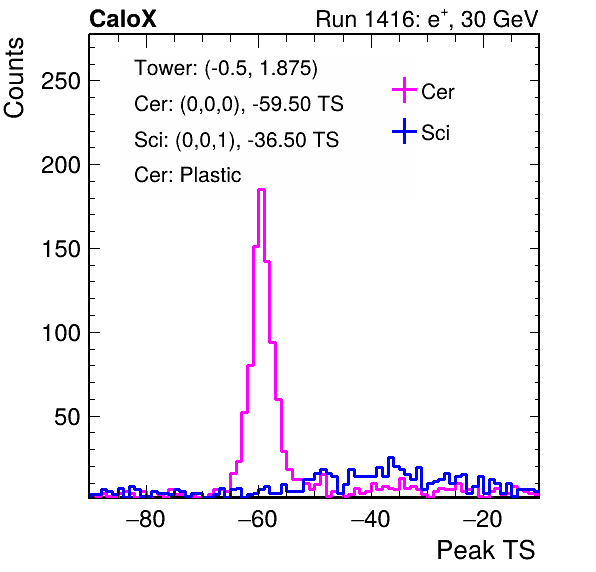 CaloX Run 1416: e⁺, 30 GeV
Counts
Tower: (-0.5, 1.875)
Cer: (0,0,0), -59.50 TS
Sci: (0,0,1), -36.50 TS
Cer: Plastic
Cer
Sci
250
200
150
100
50
−80 −60 −40 −20
Peak TS